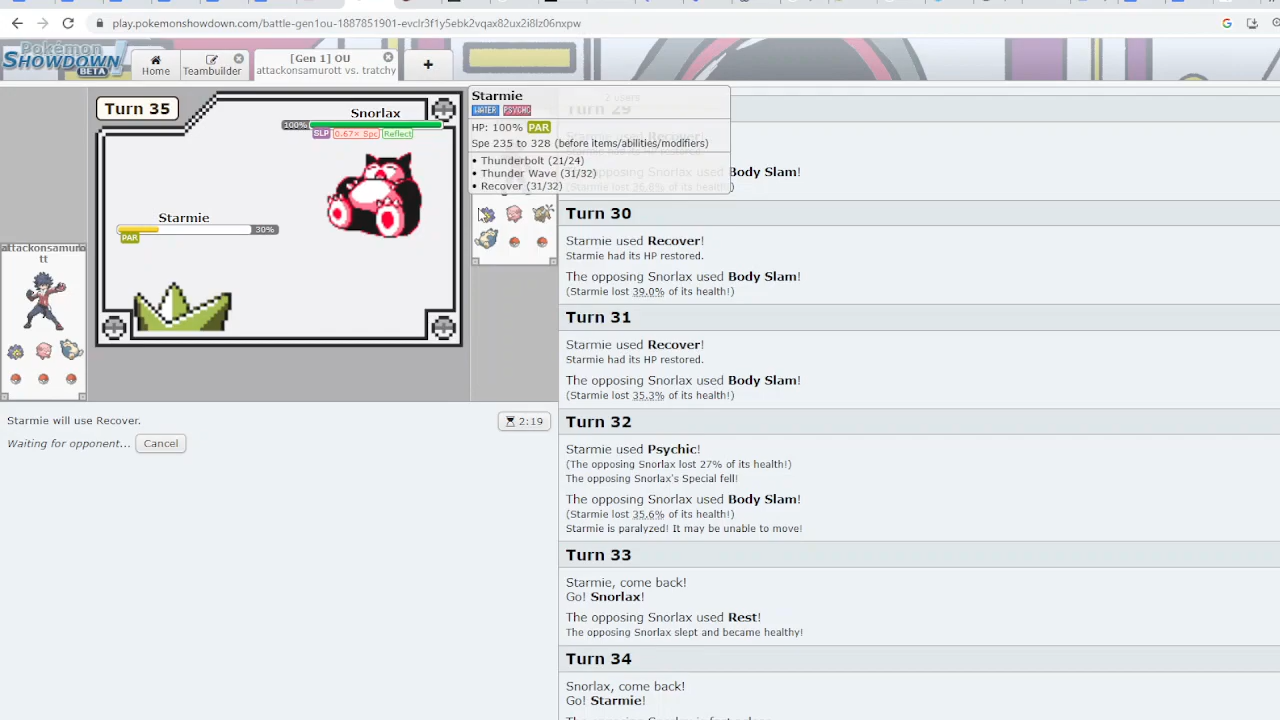 play.pokemonshowdown.com/battle-gen1ou-1887851901-evclr3f1y5ebk2vqax82ux2i8lz06nxpw
Pokémon
Showdown!
BETA
Home
Teambuilder
[Gen 1] OU
attackonsamurott vs. tratchy
+
Turn 35
Snorlax
100%
SLP 0.67× Spc Reflect
Starmie
30%
PAR
attackonsamuro
tt
Starmie
WATER PSYCHC
HP: 100% PAR
Spe 235 to 328 (before items/abilities/modifiers)
• Thunderbolt (21/24)
• Thunder Wave (31/32)
• Recover (31/32)
Starmie will use Recover.
2:19
Waiting for opponent... Cancel
2 users
Turn 29
Body Slam!
Turn 30
Starmie used Recover!
Starmie had its HP restored.
The opposing Snorlax used Body Slam!
(Starmie lost 39.0% of its health!)
Turn 31
Starmie used Recover!
Starmie had its HP restored.
The opposing Snorlax used Body Slam!
(Starmie lost 35.3% of its health!)
Turn 32
Starmie used Psychic!
(The opposing Snorlax lost 27% of its health!)
The opposing Snorlax's Special fell!
The opposing Snorlax used Body Slam!
(Starmie lost 35.6% of its health!)
Starmie is paralyzed! It may be unable to move!
Turn 33
Starmie, come back!
Go! Snorlax!
The opposing Snorlax used Rest!
The opposing Snorlax slept and became healthy!
Turn 34
Snorlax, come back!
Go! Starmie!